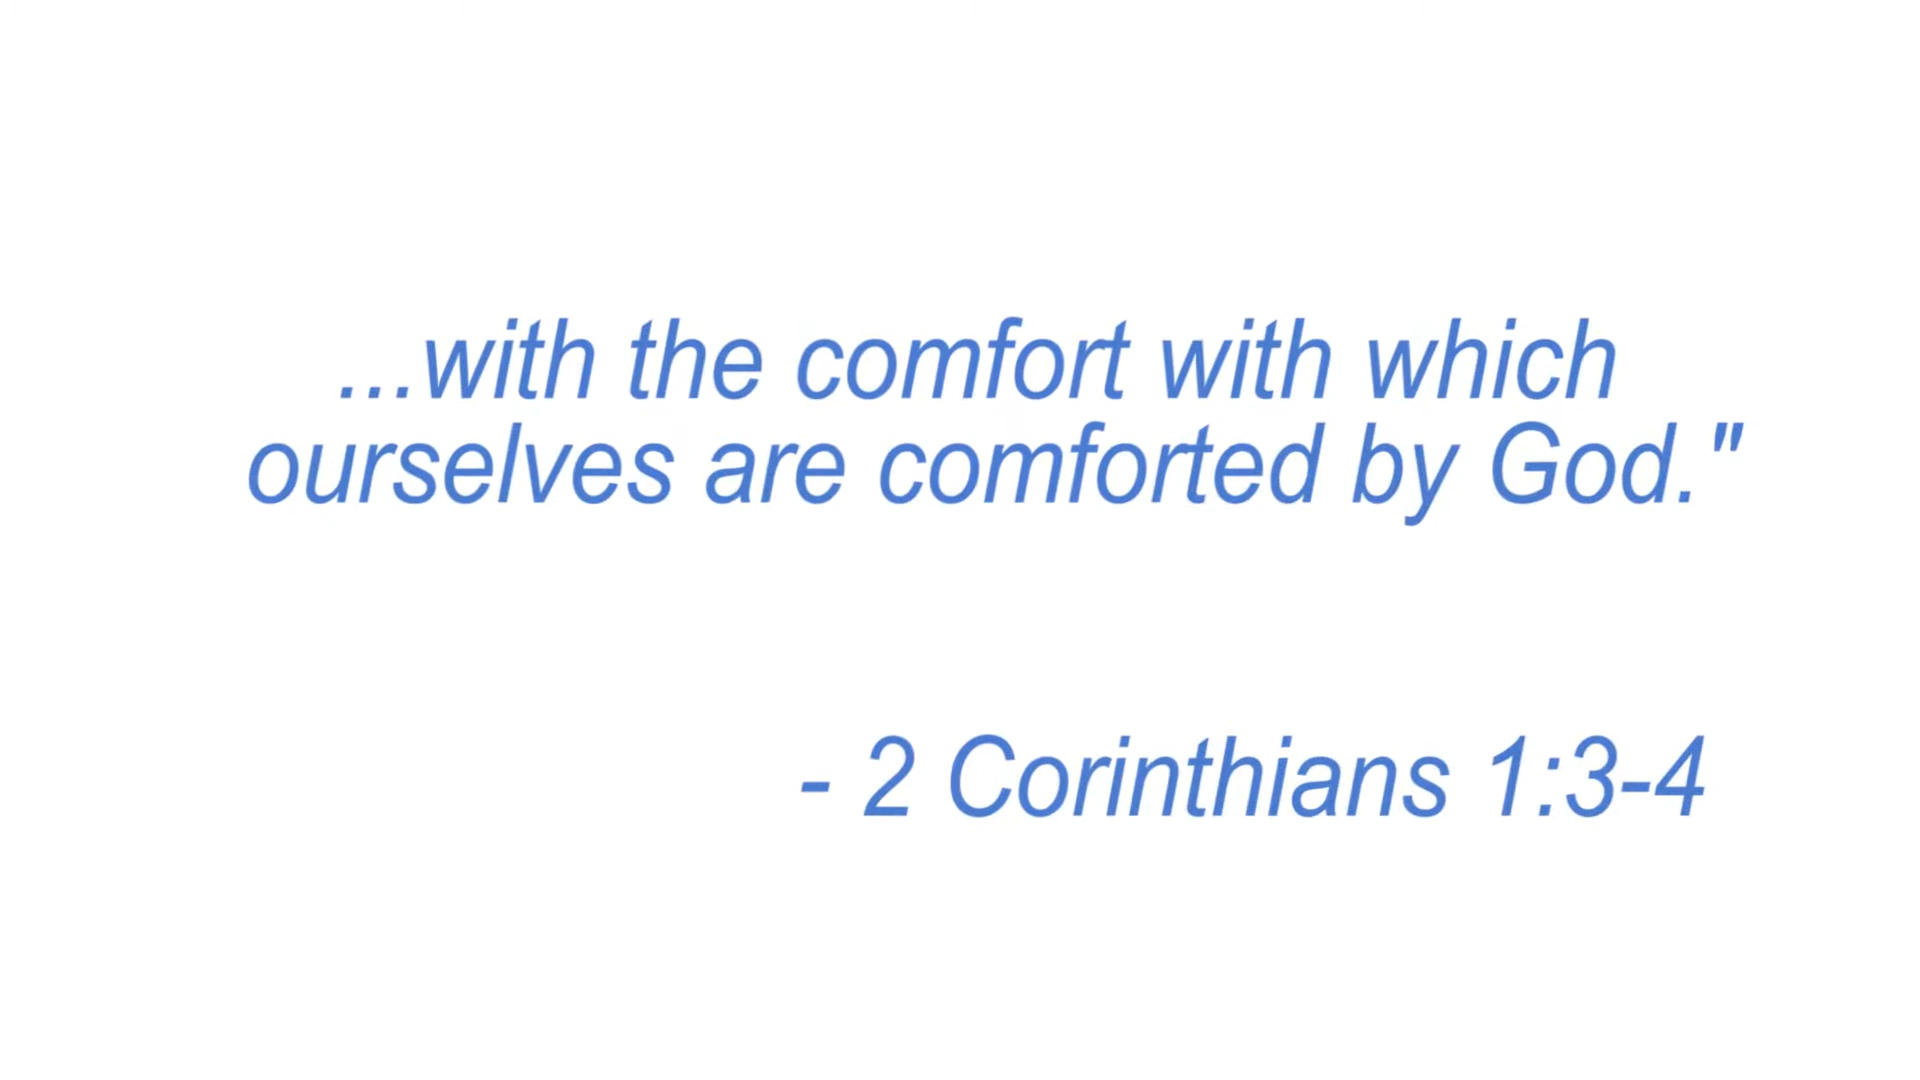 ...with the comfort with which
ourselves are comforted by God."
- 2 Corinthians 1:3-4